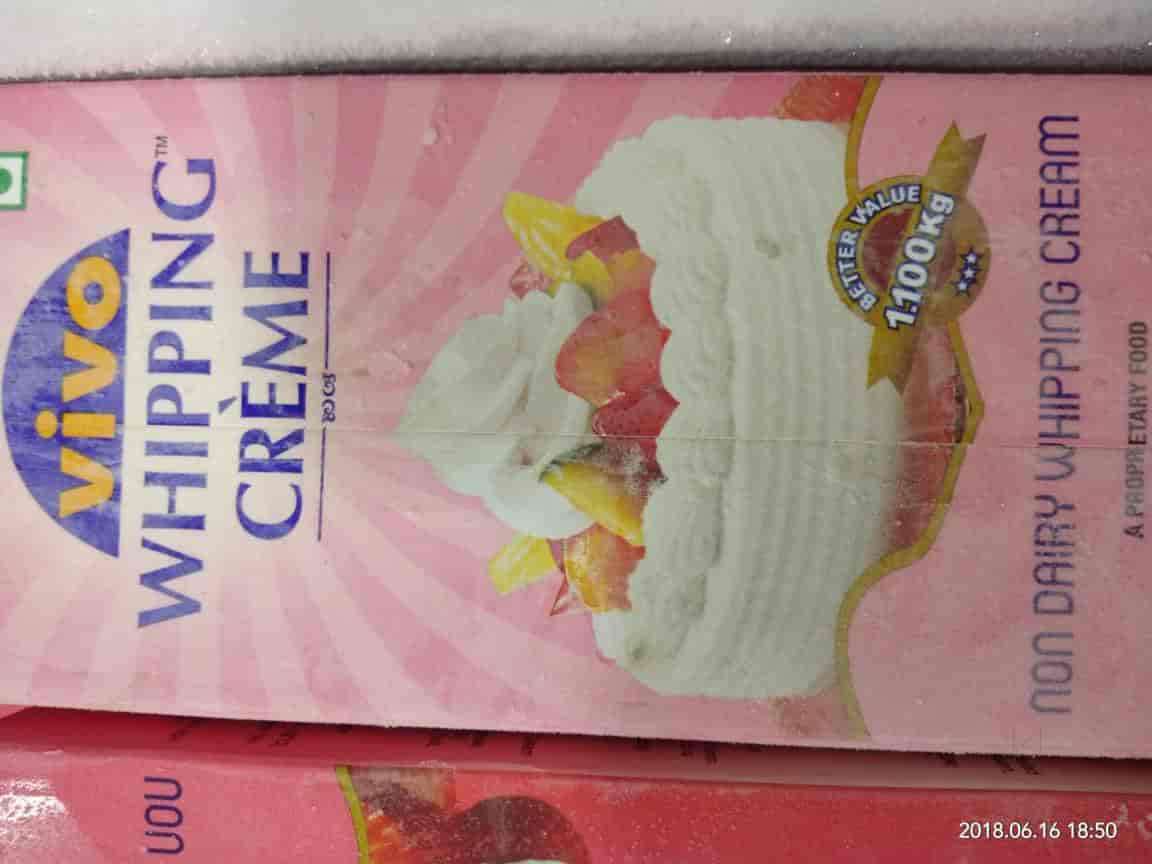 vivo
WHIPPING™
CRÈME
BETTER VALUE
1.100Kg
NON DAIRY WHIPPING CREAM
A PROPRIETARY FOOD
NON
2018.06.16 18:50